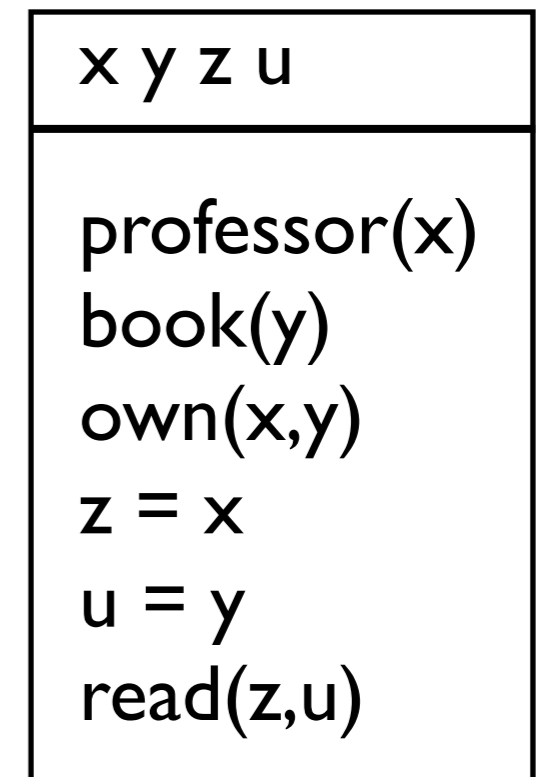 x y z u
professor(x)
book(y)
own(x,y)
z = x
u = y
read(z,u)